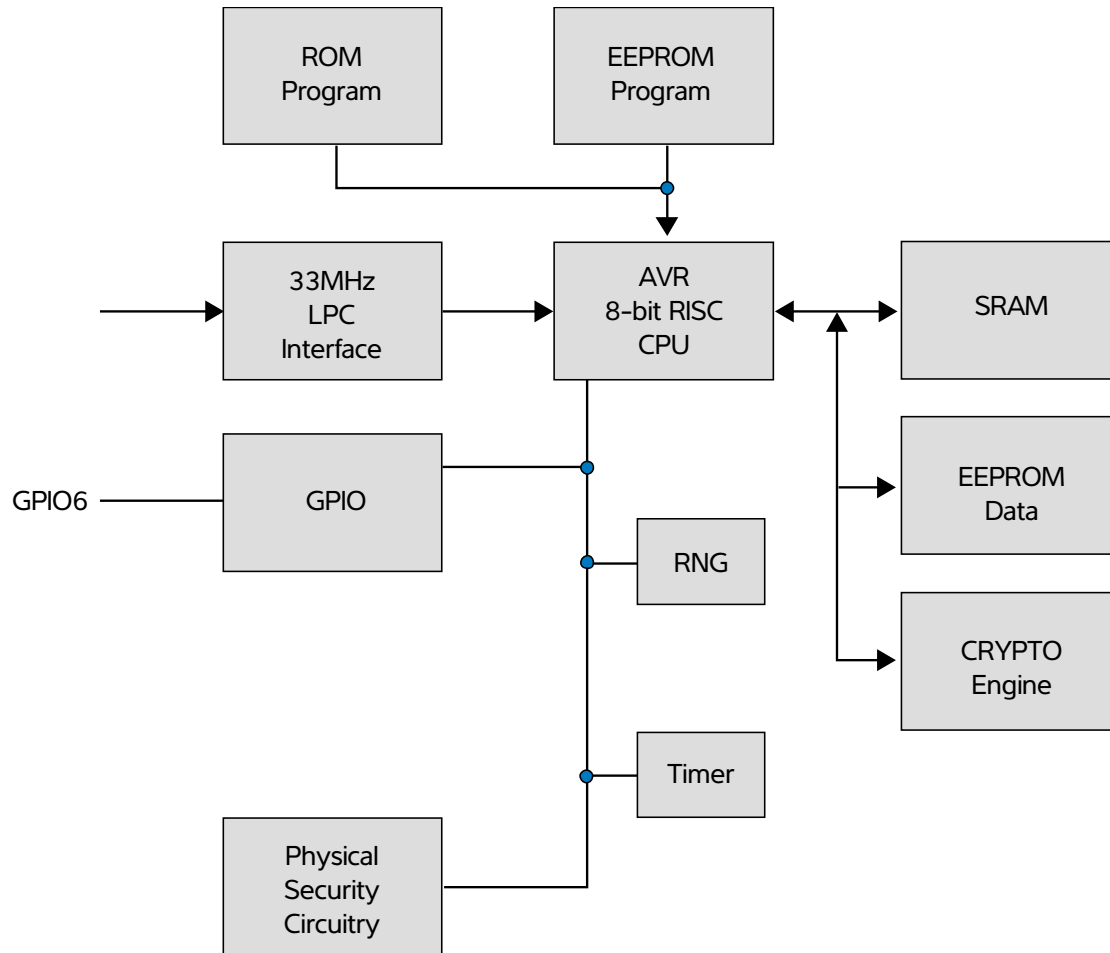 ROM
Program
EEPROM
Program
33MHz
LPC
Interface
AVR
8-bit RISC
CPU
SRAM
GPIO6
GPIO
EEPROM
Data
RNG
CRYPTO
Engine
Timer
Physical
Security
Circuitry